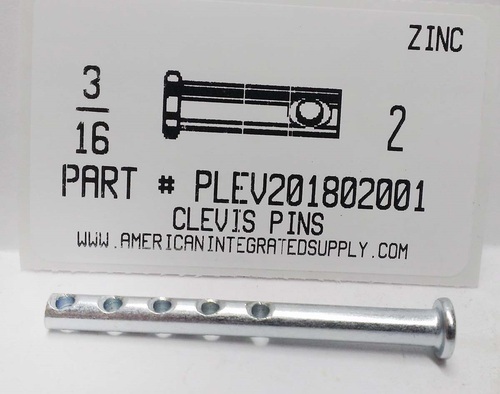 ZINC
3
16
2
PART # PLEV201802001
CLEVIS PINS
WWW.AMERICANINTEGRATEDSUPPLY.COM